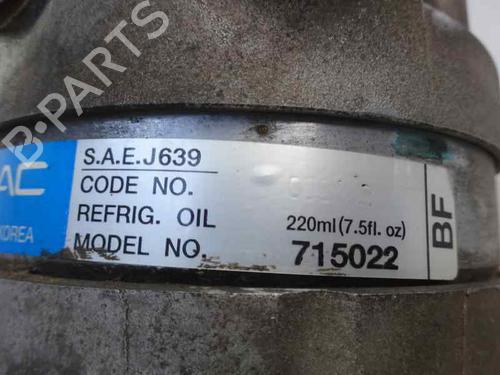 B-PARTS
AC
KOREA
S.A.E.J639
CODE NO.
REFRIG. OIL 220ml(7.5fl. oz)
MODEL NO. 715022
BF